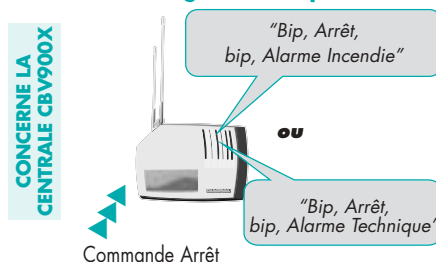 CONCERNE LA
CENTRALE CBV900X
"Bip, Arrêt,
bip, Alarme Incendie"
ou
"Bip, Arrêt,
bip, Alarme Technique"
Commande Arrêt